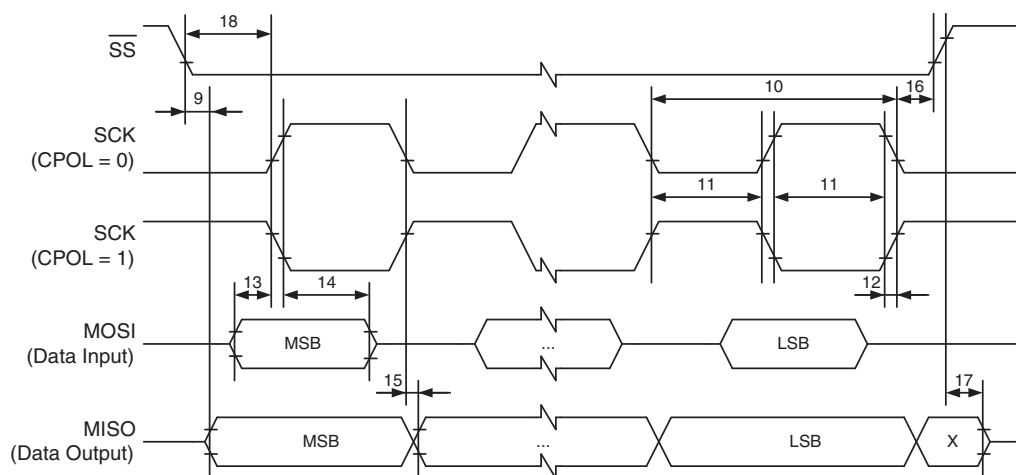 18
SS
10
16
9
SCK
(CPOL = 0)
11
11
SCK
(CPOL = 1)
13
14
12
MOSI
(Data Input)
MSB
...
LSB
15
17
MISO
(Data Output)
MSB
...
LSB
X